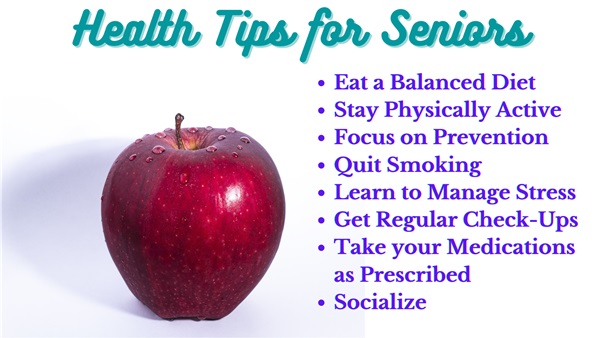 Health Tips for Seniors
• Eat a Balanced Diet
• Stay Physically Active
• Focus on Prevention
• Quit Smoking
• Learn to Manage Stress
• Get Regular Check-Ups
• Take your Medications
as Prescribed
• Socialize